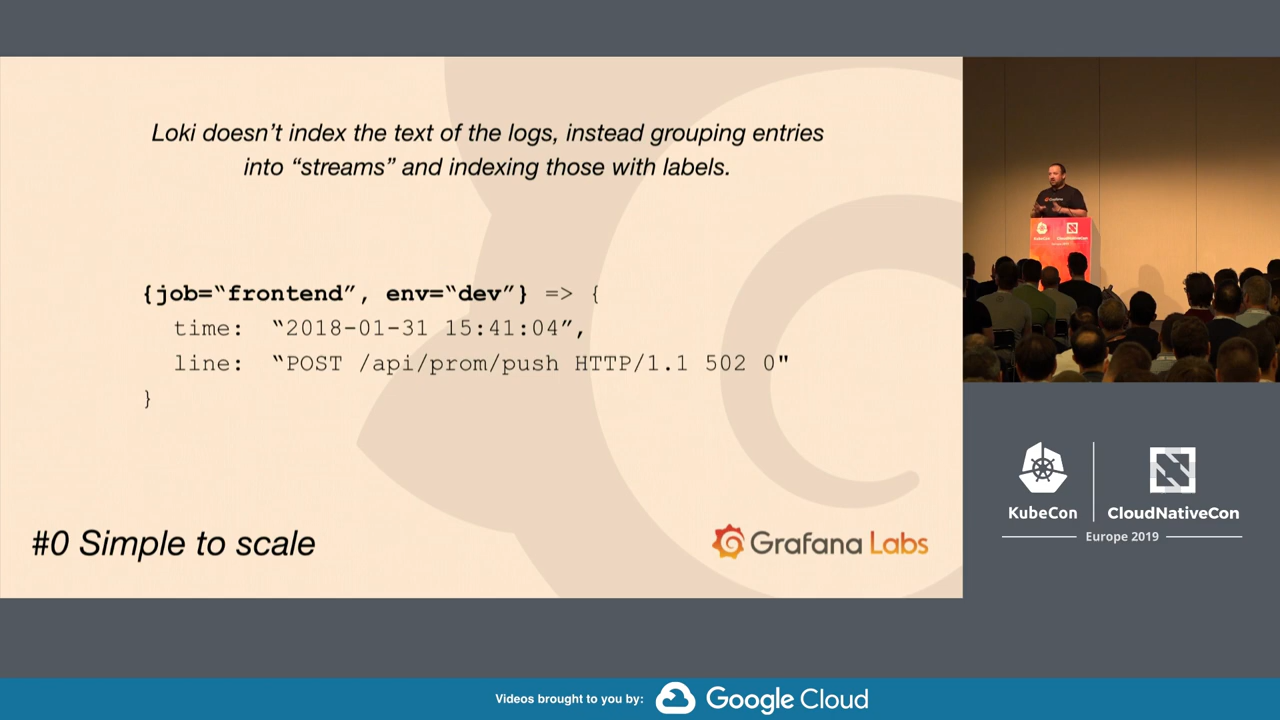 Loki doesn’t index the text of the logs, instead grouping entries
into “streams” and indexing those with labels.
{job=“frontend”, env=“dev”} => {
time: “2018-01-31 15:41:04”,
line: “POST /api/prom/push HTTP/1.1 502 0"
}
#0 Simple to scale
Grafana Labs
KubeCon
CloudNativeCon
Europe 2019
Videos brought to you by:
Google Cloud